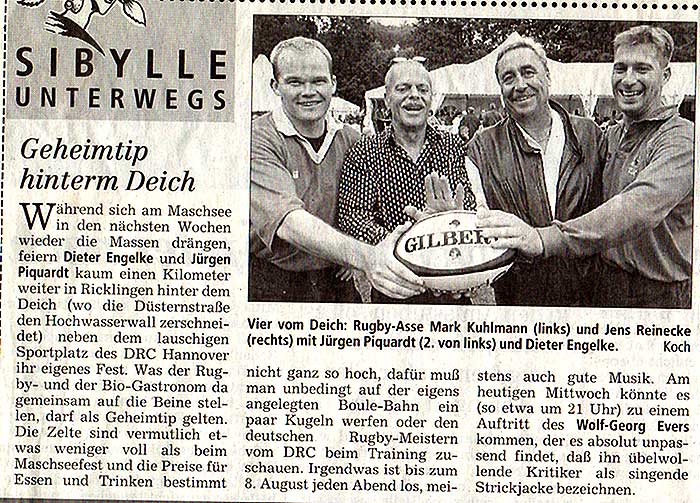 SIBYLLE
UNTERWEGS
Geheimtip
hinterm Deich
Während sich am Maschsee
in den nächsten Wochen
wieder die Massen drängen,
feiern Dieter Engelke und Jürgen
Piquardt kaum einen Kilometer
weiter in Ricklingen hinter dem
Deich (wo die Düsternstraße
den Hochwasserwall zerschnei-
det) neben dem lauschigen
Sportplatz des DRC Hannover
ihr eigenes Fest. Was der Rug-
by- und der Bio-Gastronom da
gemeinsam auf die Beine stel-
len, darf als Geheimtip gelten.
Die Zelte sind vermutlich et-
was weniger voll als beim
Maschseefest und die Preise für
Essen und Trinken bestimmt
GILBER
Vier vom Deich: Rugby-Asse Mark Kuhlmann (links) und Jens Reinecke
(rechts) mit Jürgen Piquardt (2. von links) und Dieter Engelke. Koch
nicht ganz so hoch, dafür muß
man unbedingt auf der eigens
angelegten Boule-Bahn ein
paar Kugeln werfen oder den
deutschen Rugby-Meistern
vom DRC beim Training zu-
schauen. Irgendwas ist bis zum
8. August jeden Abend los, mei-
stens auch gute Musik. Am
heutigen Mittwoch könnte es
(so etwa um 21 Uhr) zu einem
Auftritt des Wolf-Georg Evers
kommen, der es absolut unpas-
send findet, daß ihn übelwol-
lende Kritiker als singende
Strickjacke bezeichnen.